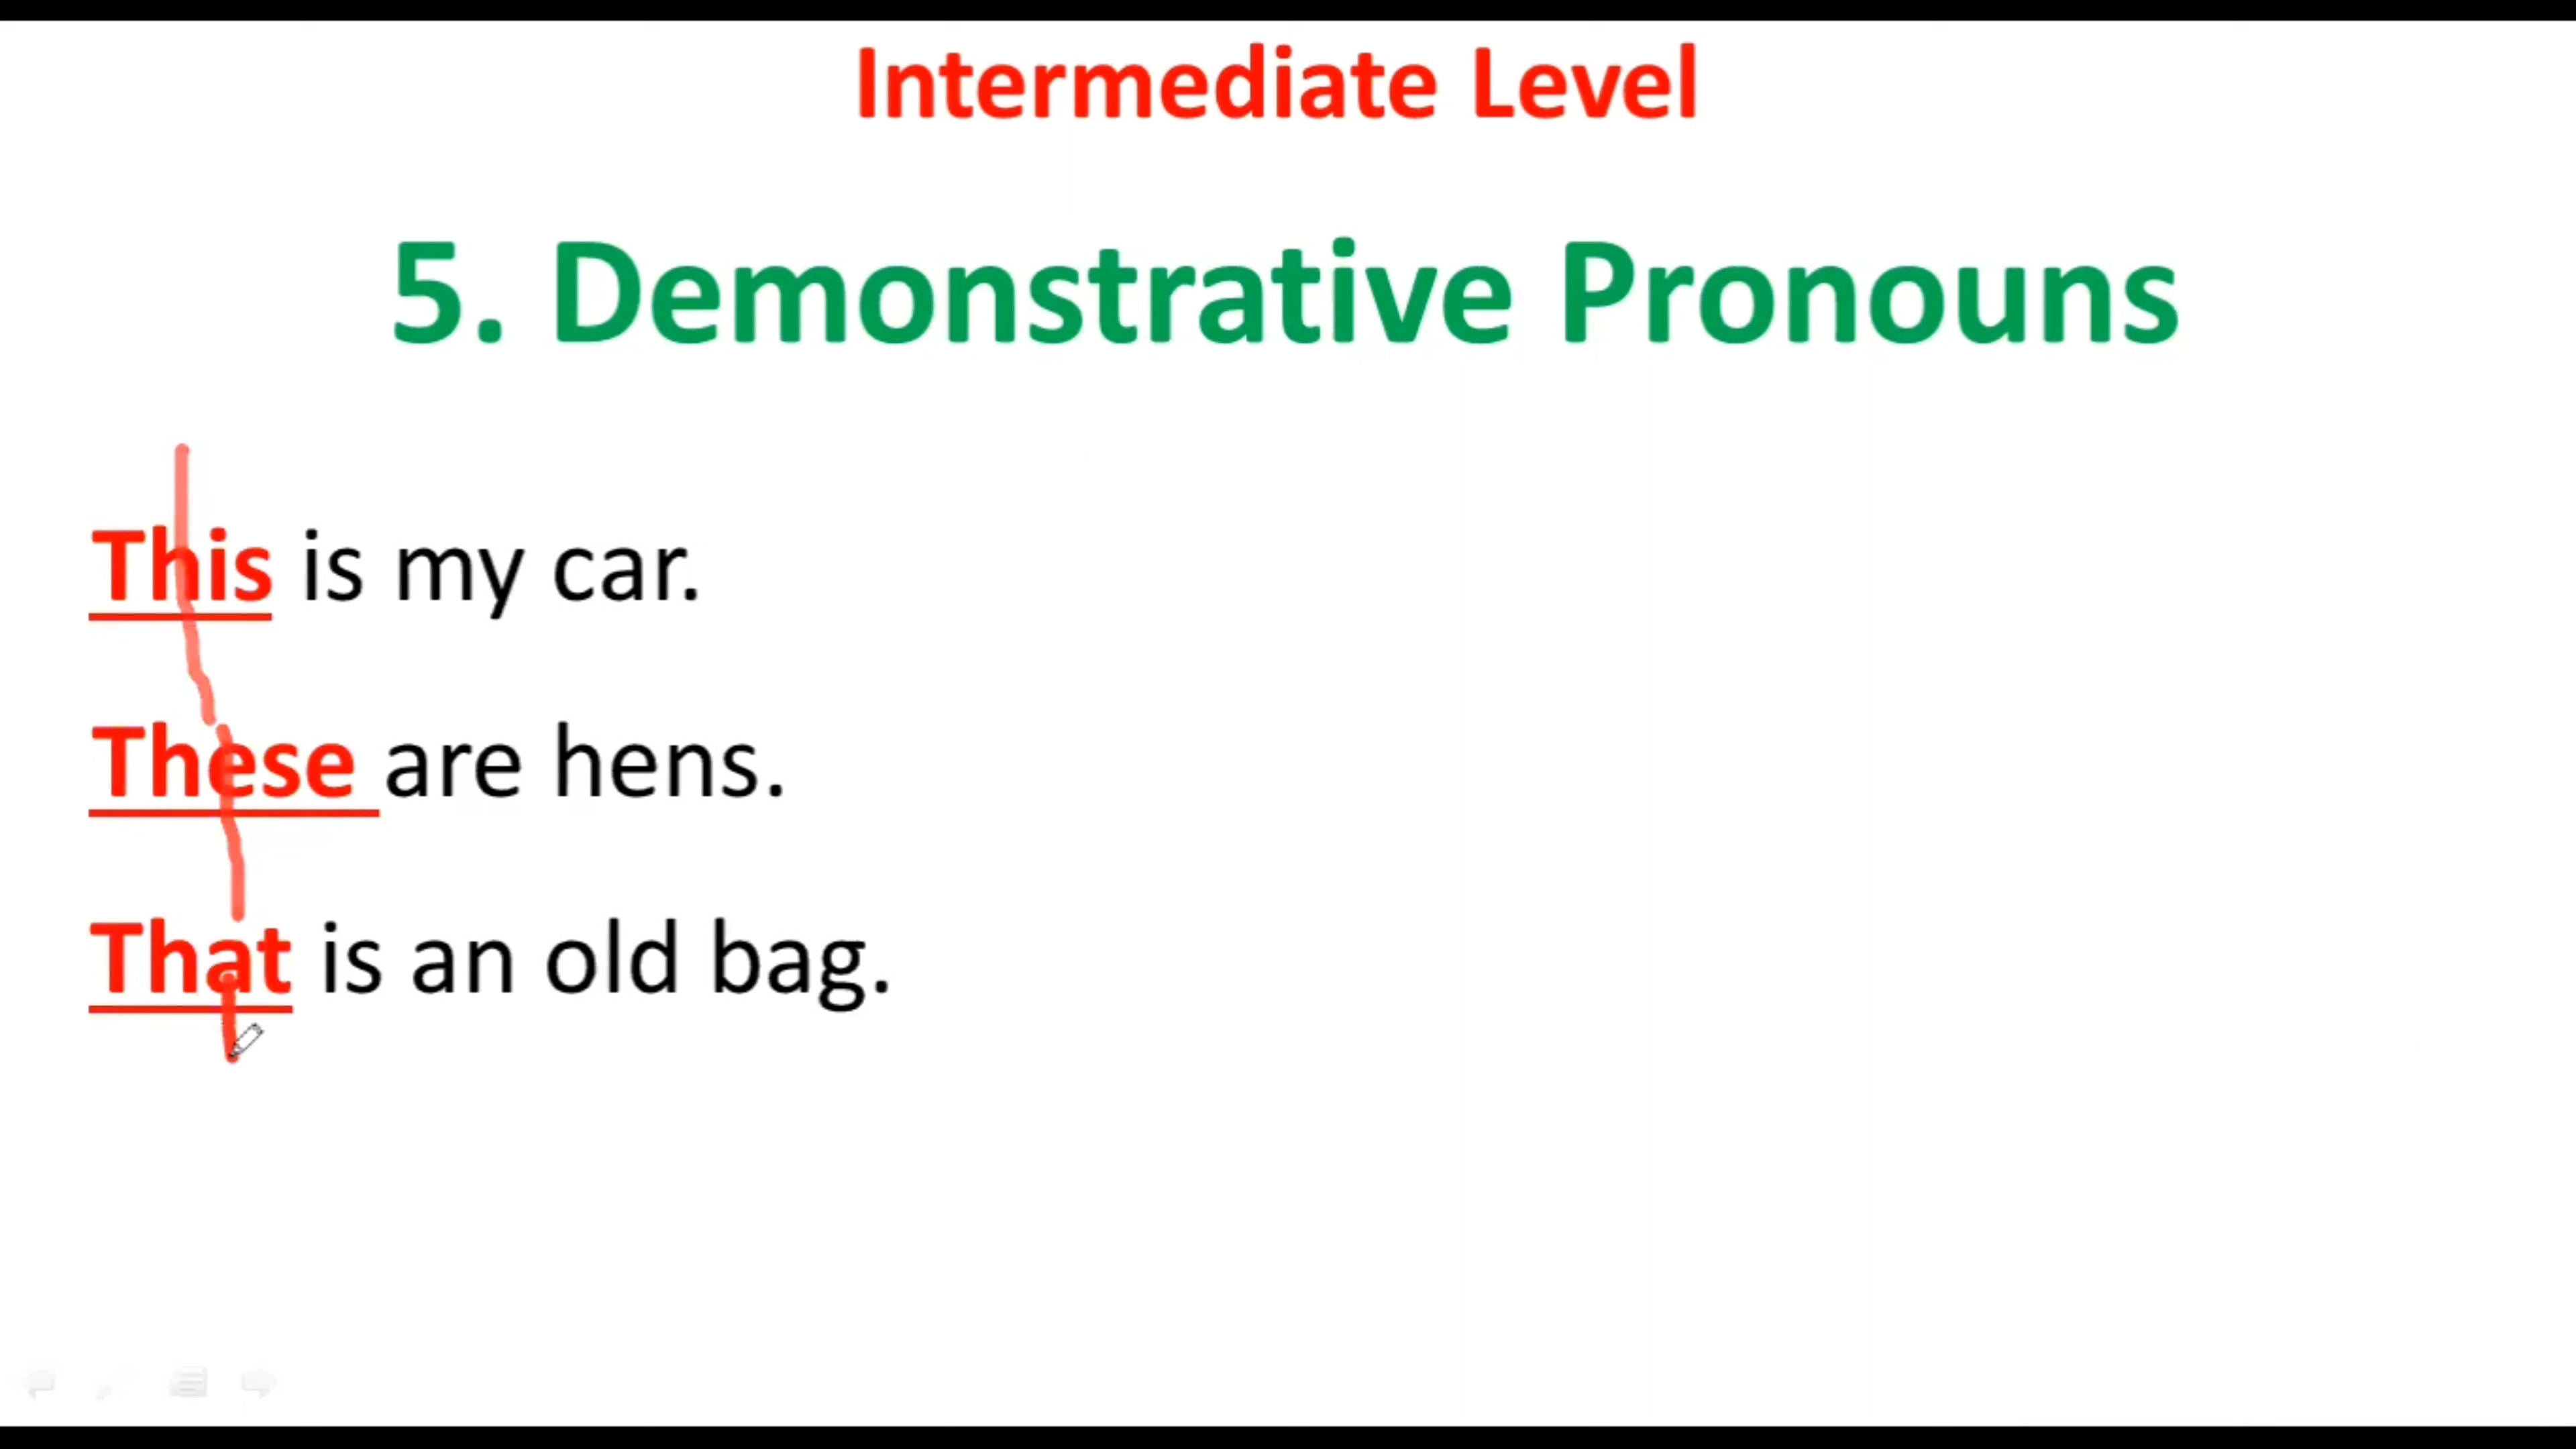 Intermediate Level
5. Demonstrative Pronouns
This is my car.
These are hens.
That is an old bag.